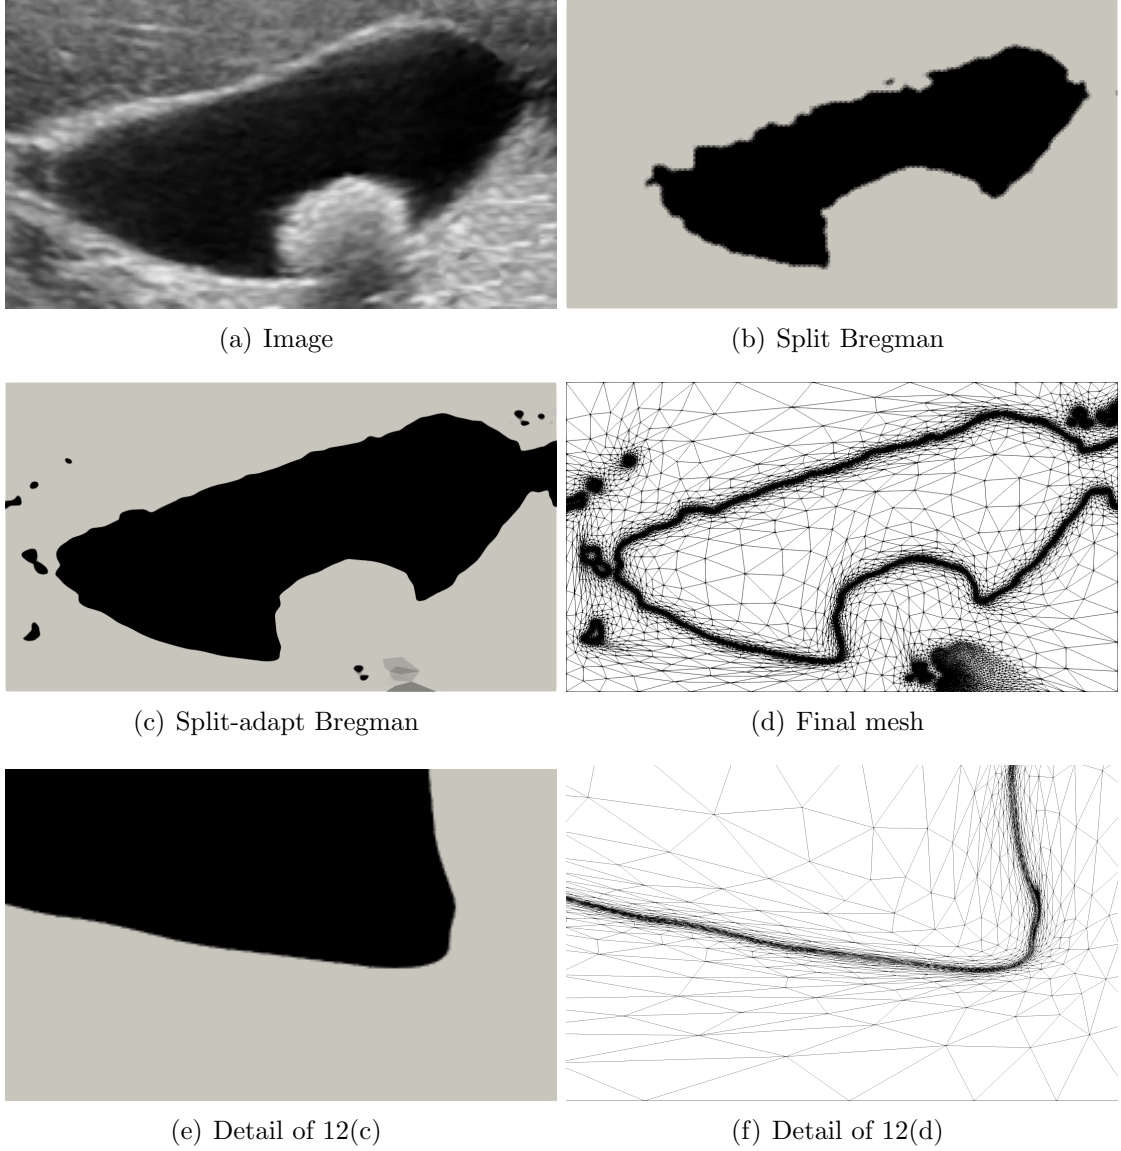 (a) Image
(b) Split Bregman
(c) Split-adapt Bregman
(d) Final mesh
(e) Detail of 12(c)
(f) Detail of 12(d)